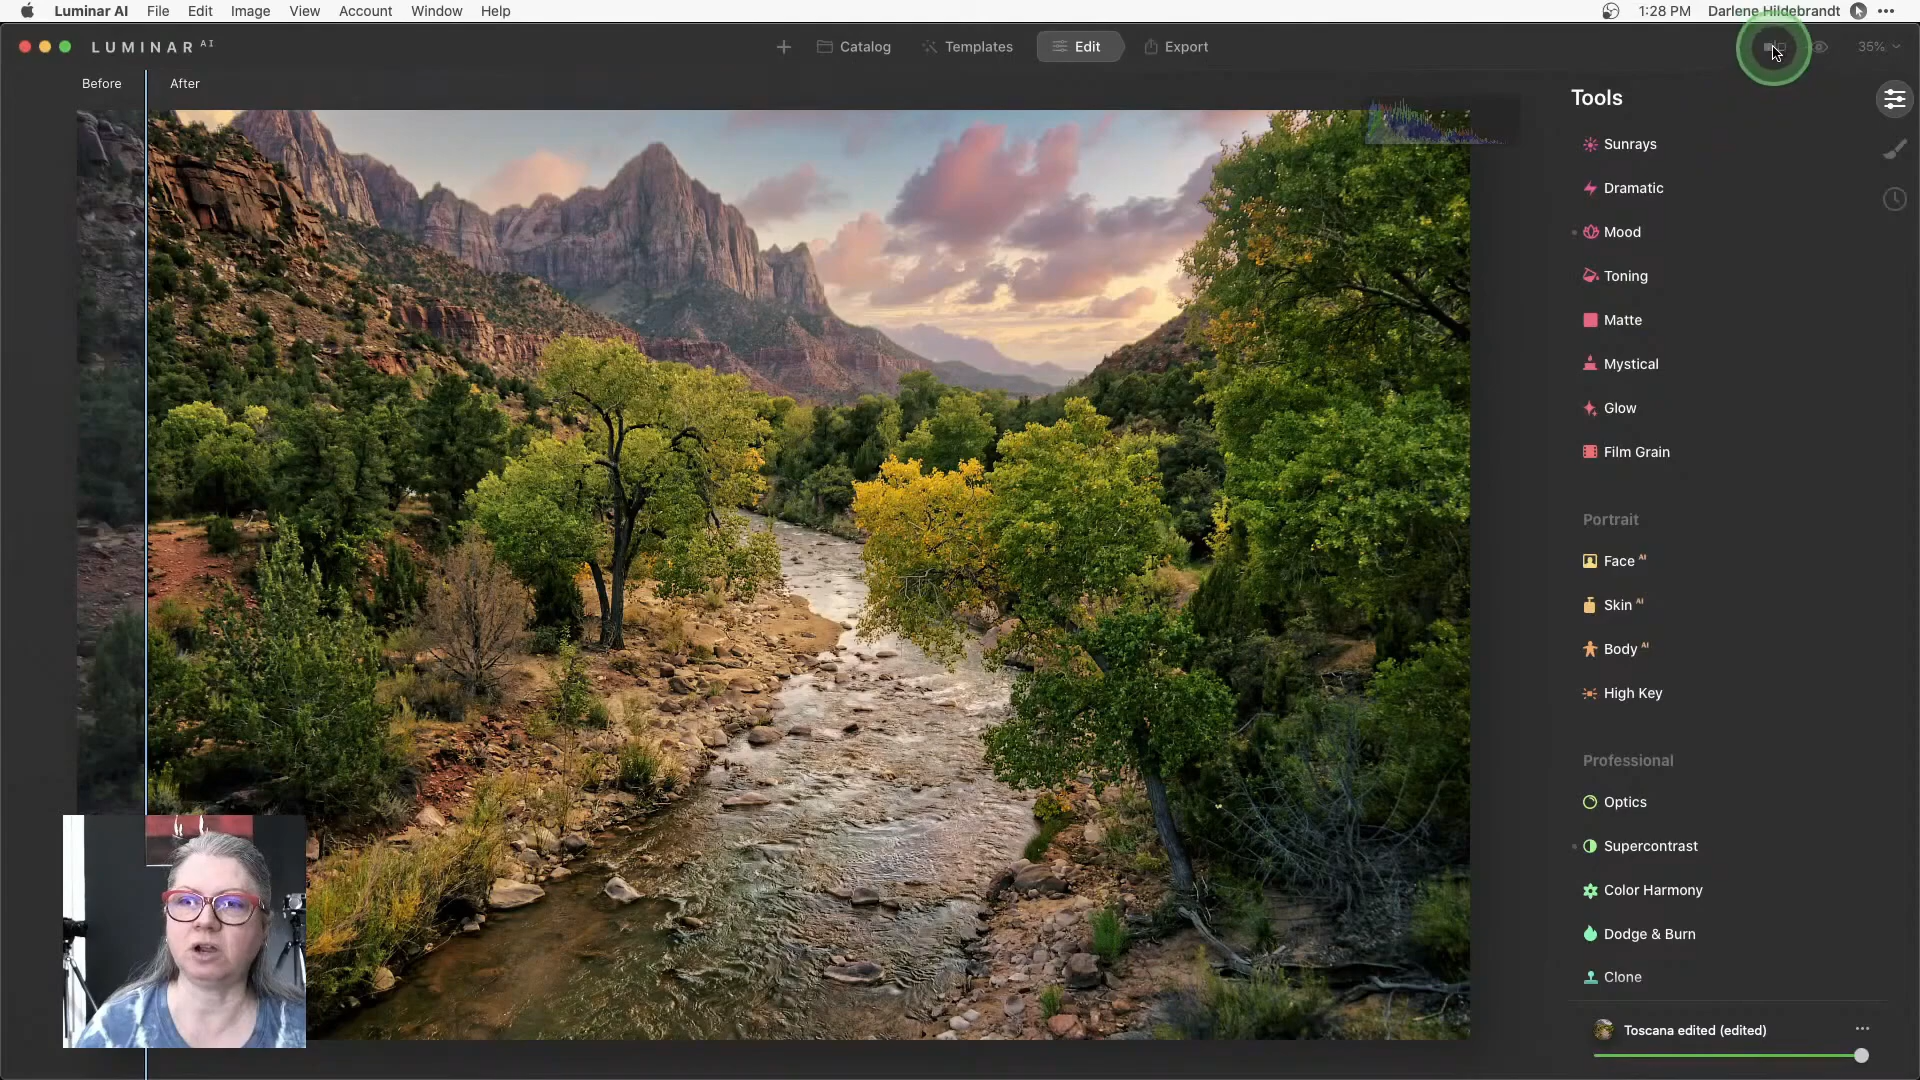 Luminar AI File Edit Image View Account Window Help 1:28 PM Darlene Hildebrandt
LUMINAR AI Catalog Templates Edit Export 35%
Before After
Tools
Sunrays
Dramatic
Mood
Toning
Matte
Mystical
Glow
Film Grain
Portrait
Face AI
Skin AI
Body AI
High Key
Professional
Optics
Supercontrast
Color Harmony
Dodge & Burn
Clone
Toscana edited (edited)